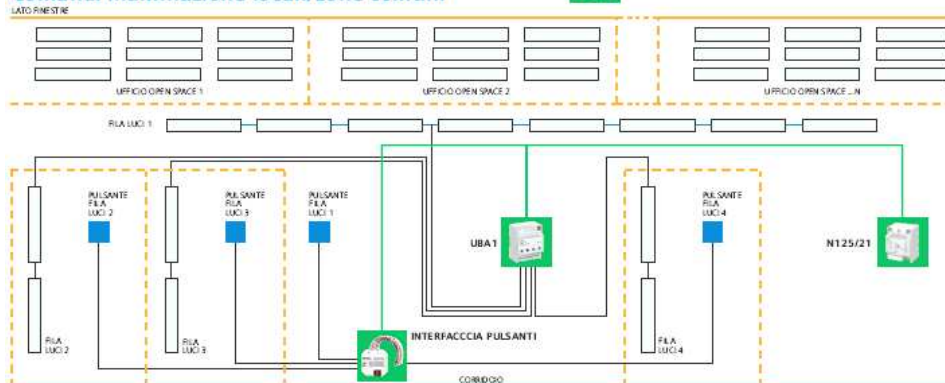 LATO FINESTRE
UFFICIO OPEN SPACE 1
UFFICIO OPEN SPACE 2
UFFICIO OPEN SPACE ...N
FILA LUCI 1
PULSANTE
FILA
LUCI 2
PULSANTE
FILA
LUCI 3
PULSANTE
FILA
LUCI 1
PULSANTE
FILA
LUCI 4
UBA1
N125/21
FILA
LUCI 2
FILA
LUCI 3
INTERFACCCIA PULSANTI
FILA
LUCI 4
CORRIDOIO